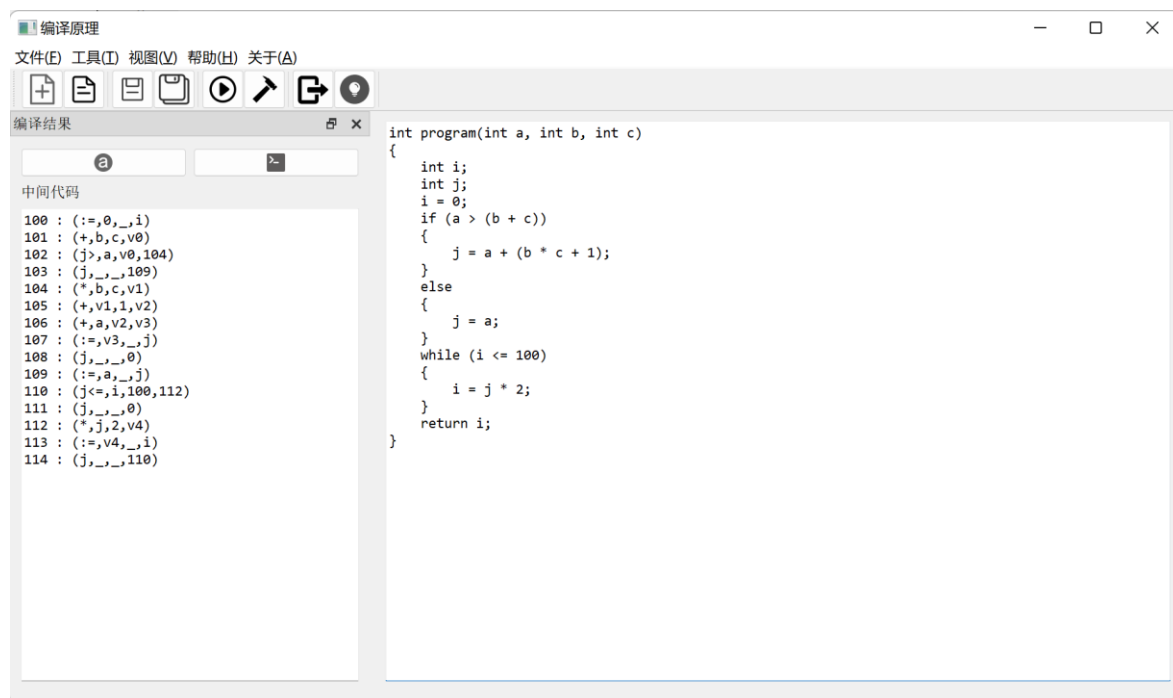 编译原理
文件(F) 工具(T) 视图(V) 帮助(H) 关于(A)
编译结果
a
>_
中间代码
100 : (:=,0,_,i)
101 : (+,b,c,v0)
102 : (j>,a,v0,104)
103 : (j,_,_,109)
104 : (*,b,c,v1)
105 : (+,v1,1,v2)
106 : (+,a,v2,v3)
107 : (:=,v3,_,j)
108 : (j,_,_,0)
109 : (:=,a,_,j)
110 : (j<=,i,100,112)
111 : (j,_,_,0)
112 : (*,j,2,v4)
113 : (:=,v4,_,i)
114 : (j,_,_,110)
int program(int a, int b, int c)
{
    int i;
    int j;
    i = 0;
    if (a > (b + c))
    {
        j = a + (b * c + 1);
    }
    else
    {
        j = a;
    }
    while (i <= 100)
    {
        i = j * 2;
    }
    return i;
}